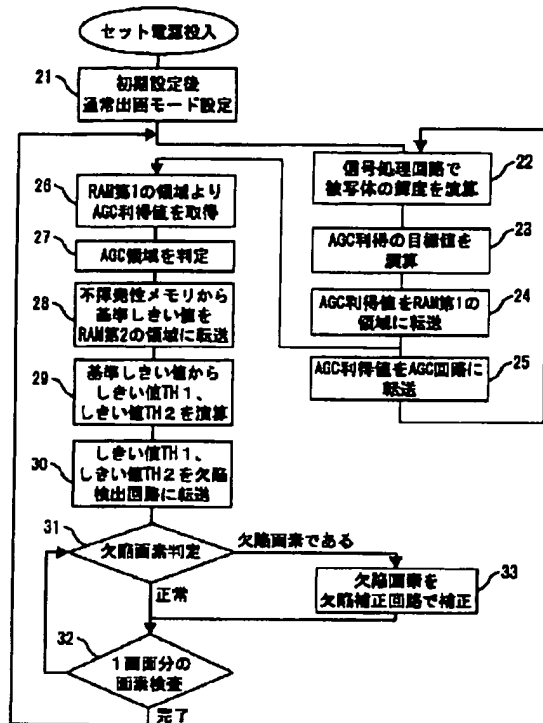 セット電源投入
21
初期設定後
通常出画モード設定
26
RAM第1の領域より
AGC利得値を取得
27
AGC領域を判定
28
不揮発性メモリから
基準しきい値を
RAM第2の領域に転送
29
基準しきい値から
しきい値TH1、
しきい値TH2を演算
30
しきい値TH1、
しきい値TH2を欠陥
検出回路に転送
31
欠陥画素判定
欠陥画素である
正常
32
1画面分の
画素検査
完了
信号処理回路で
被写体の輝度を演算
22
AGC利得の目標値を
演算
23
AGC利得値をRAM第1の
領域に転送
24
AGC利得値をAGC回路に
転送
25
欠陥画素を
欠陥補正回路で補正
33